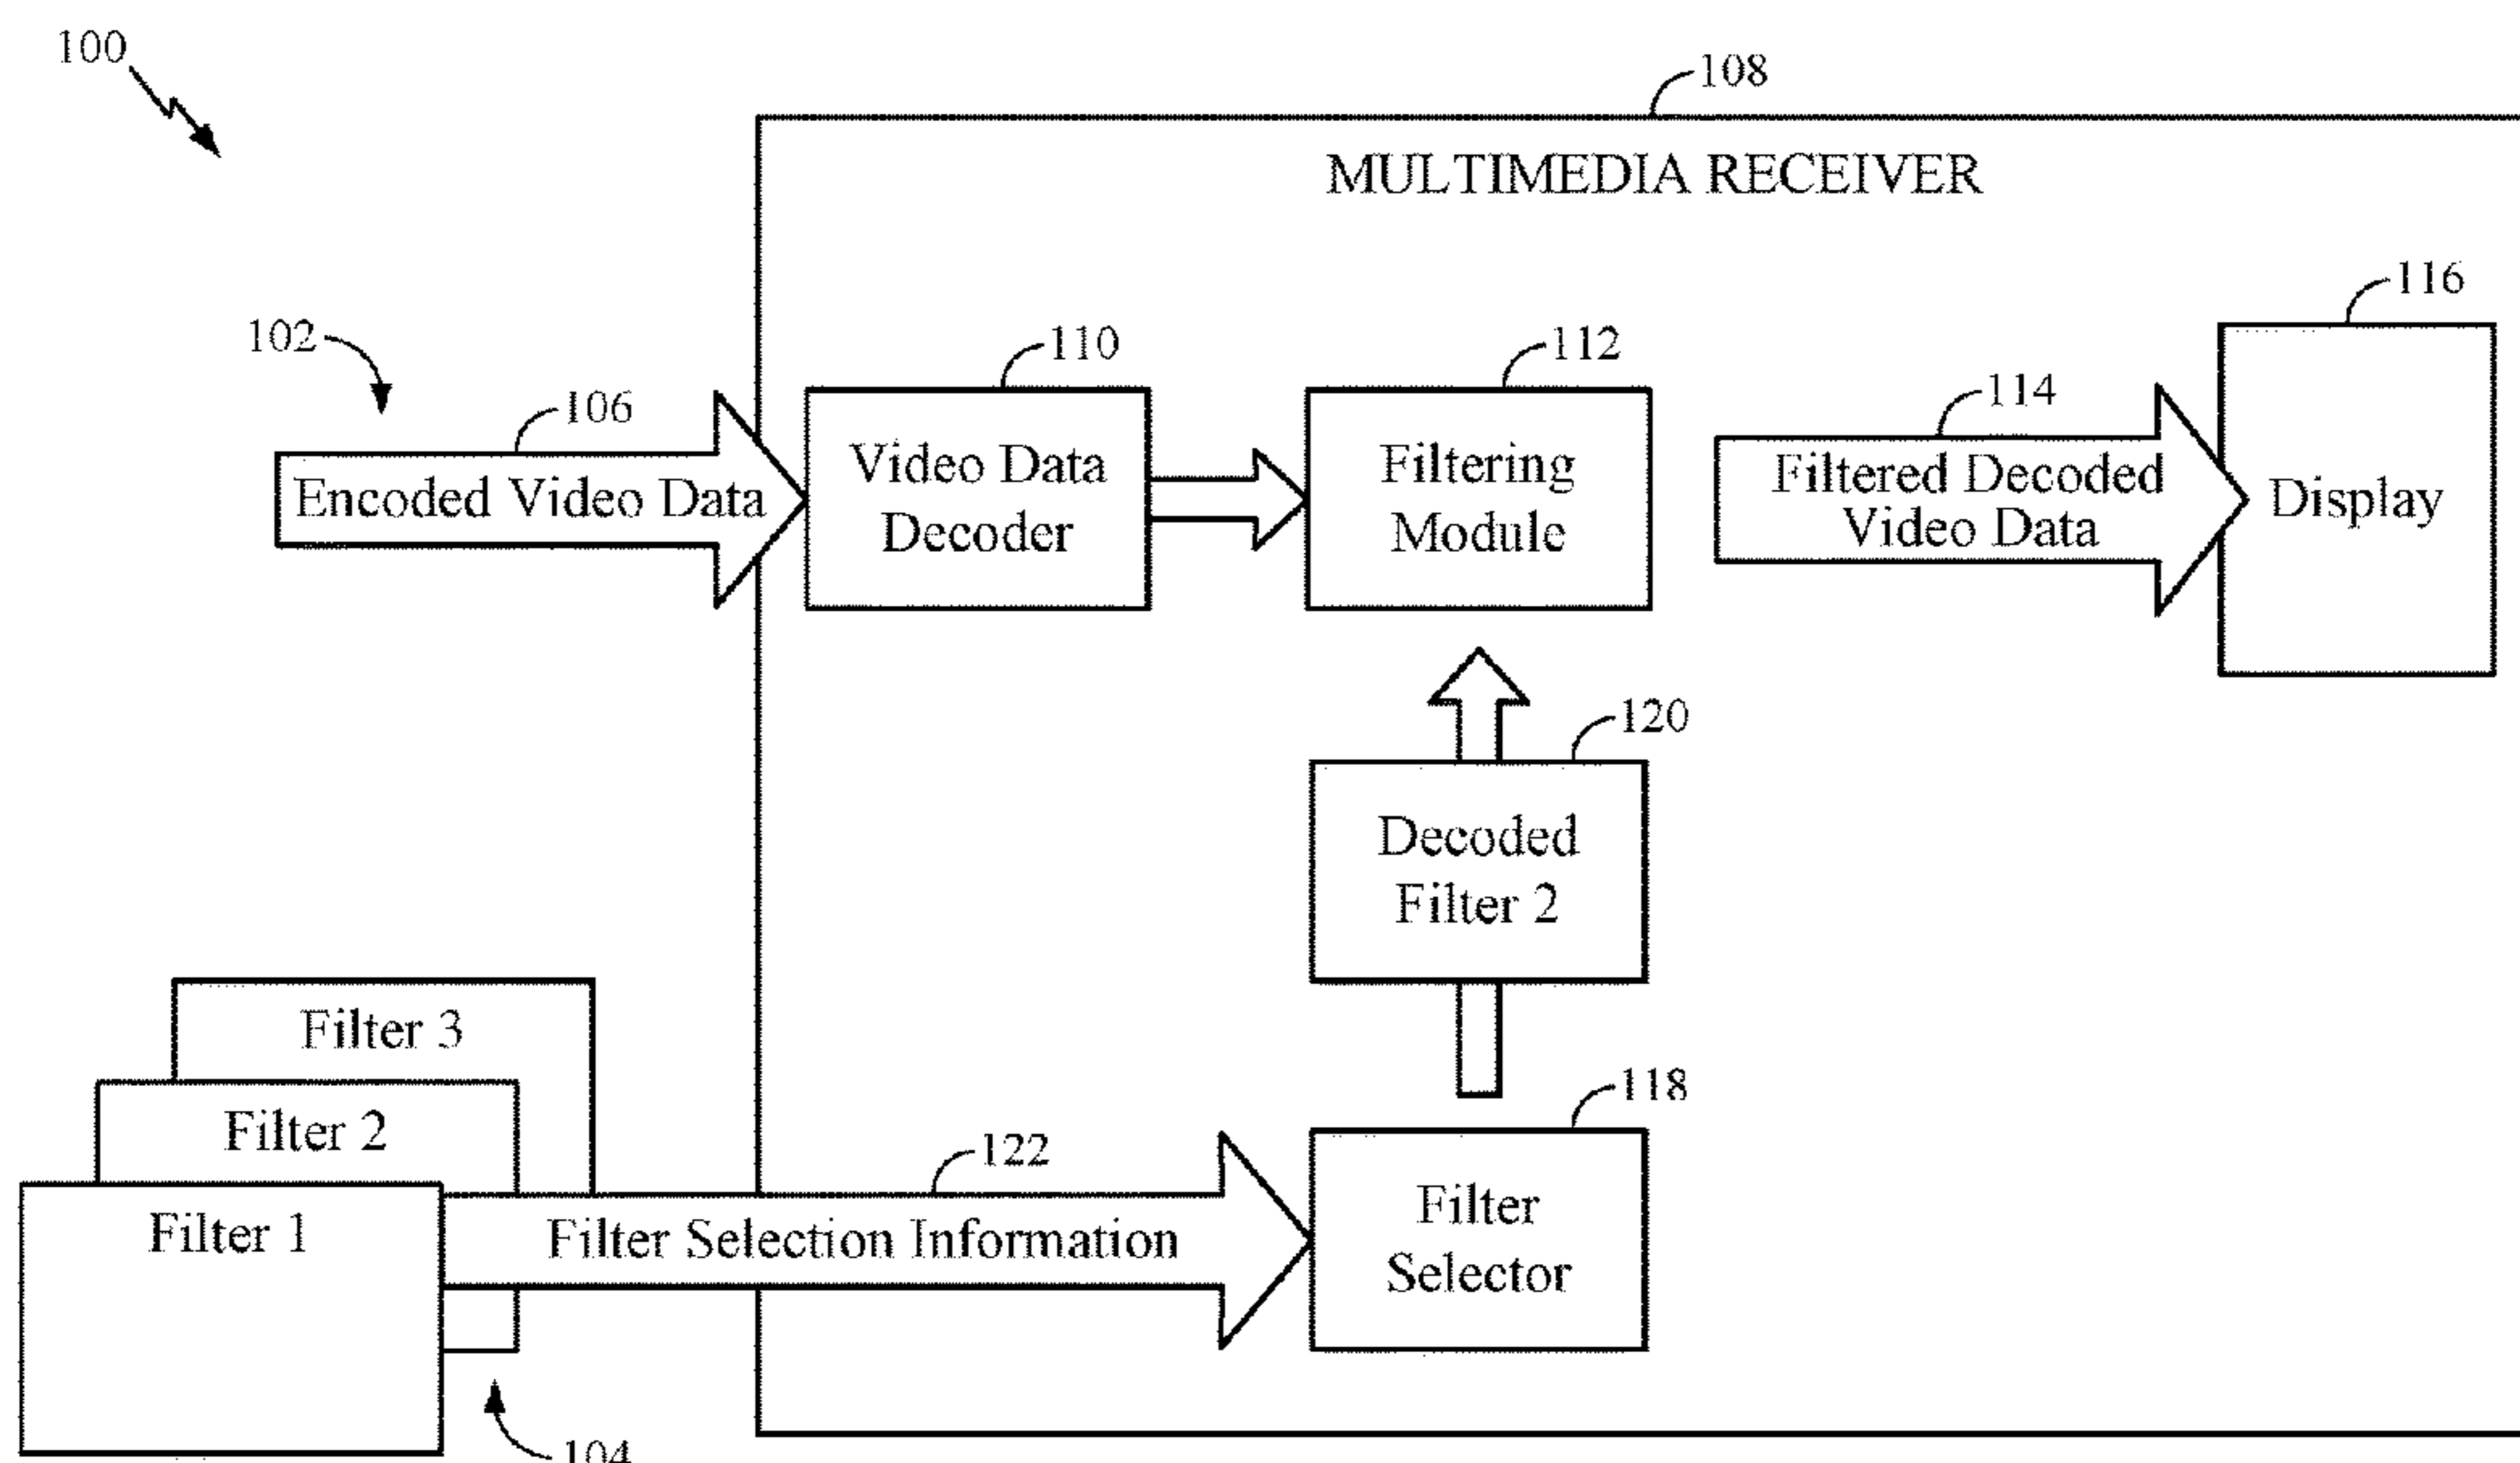 100
108
MULTIMEDIA RECEIVER
116
102
110
112
106
114
Encoded Video Data
Video Data
Decoder
Filtering
Module
Filtered Decoded
Video Data
Display
120
Decoded
Filter 2
Filter 3
Filter 2
Filter 1
122
Filter Selection Information
118
Filter
Selector
104